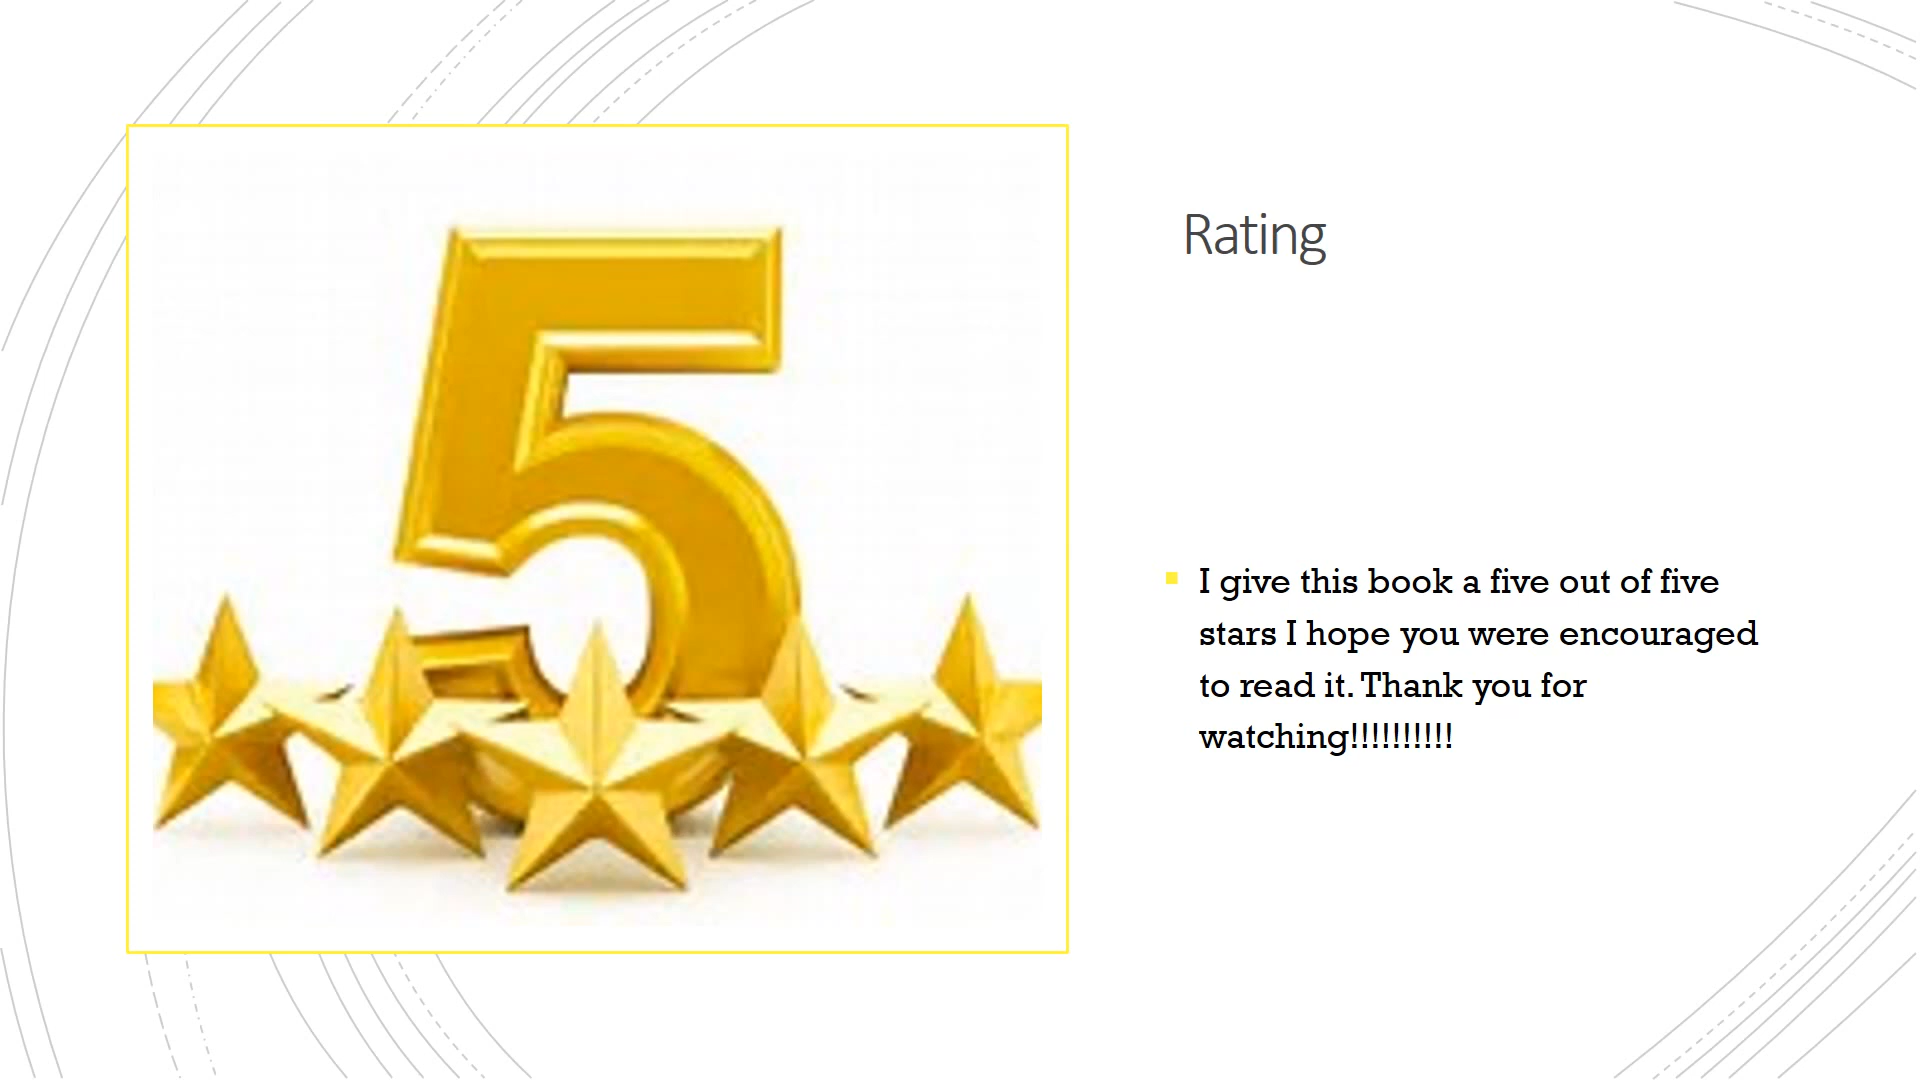 5
Rating
I give this book a five out of five
stars I hope you were encouraged
to read it. Thank you for
watching!!!!!!!!!!